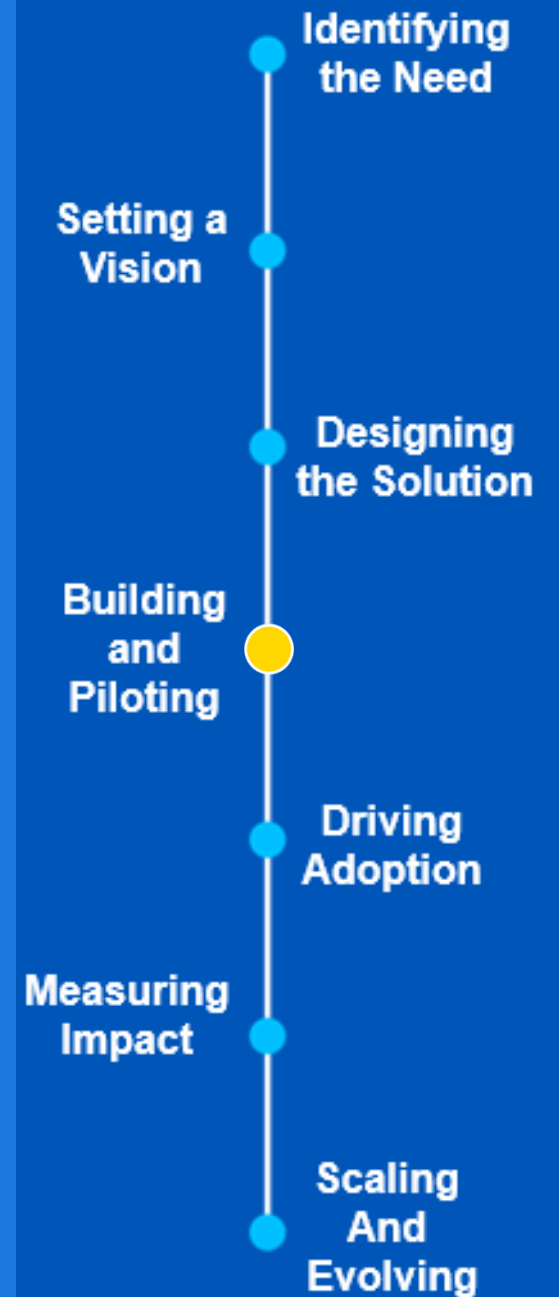 Identifying
the Need
Setting a
Vision
Designing
the Solution
Building
and
Piloting
Driving
Adoption
Measuring
Impact
Scaling
And
Evolving